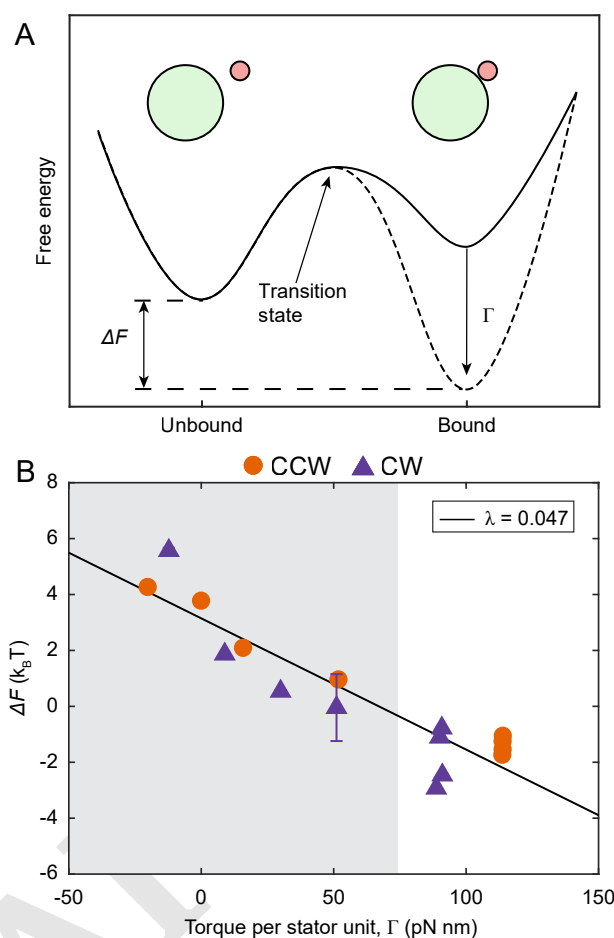 A
Free energy
Transition
state
ΔF
Γ
Unbound
Bound
B
CCW
CW
λ = 0.047
8
6
4
2
0
-2
-4
-6
ΔF (kBT)
-50
0
50
100
150
Torque per stator unit, Γ (pN nm)